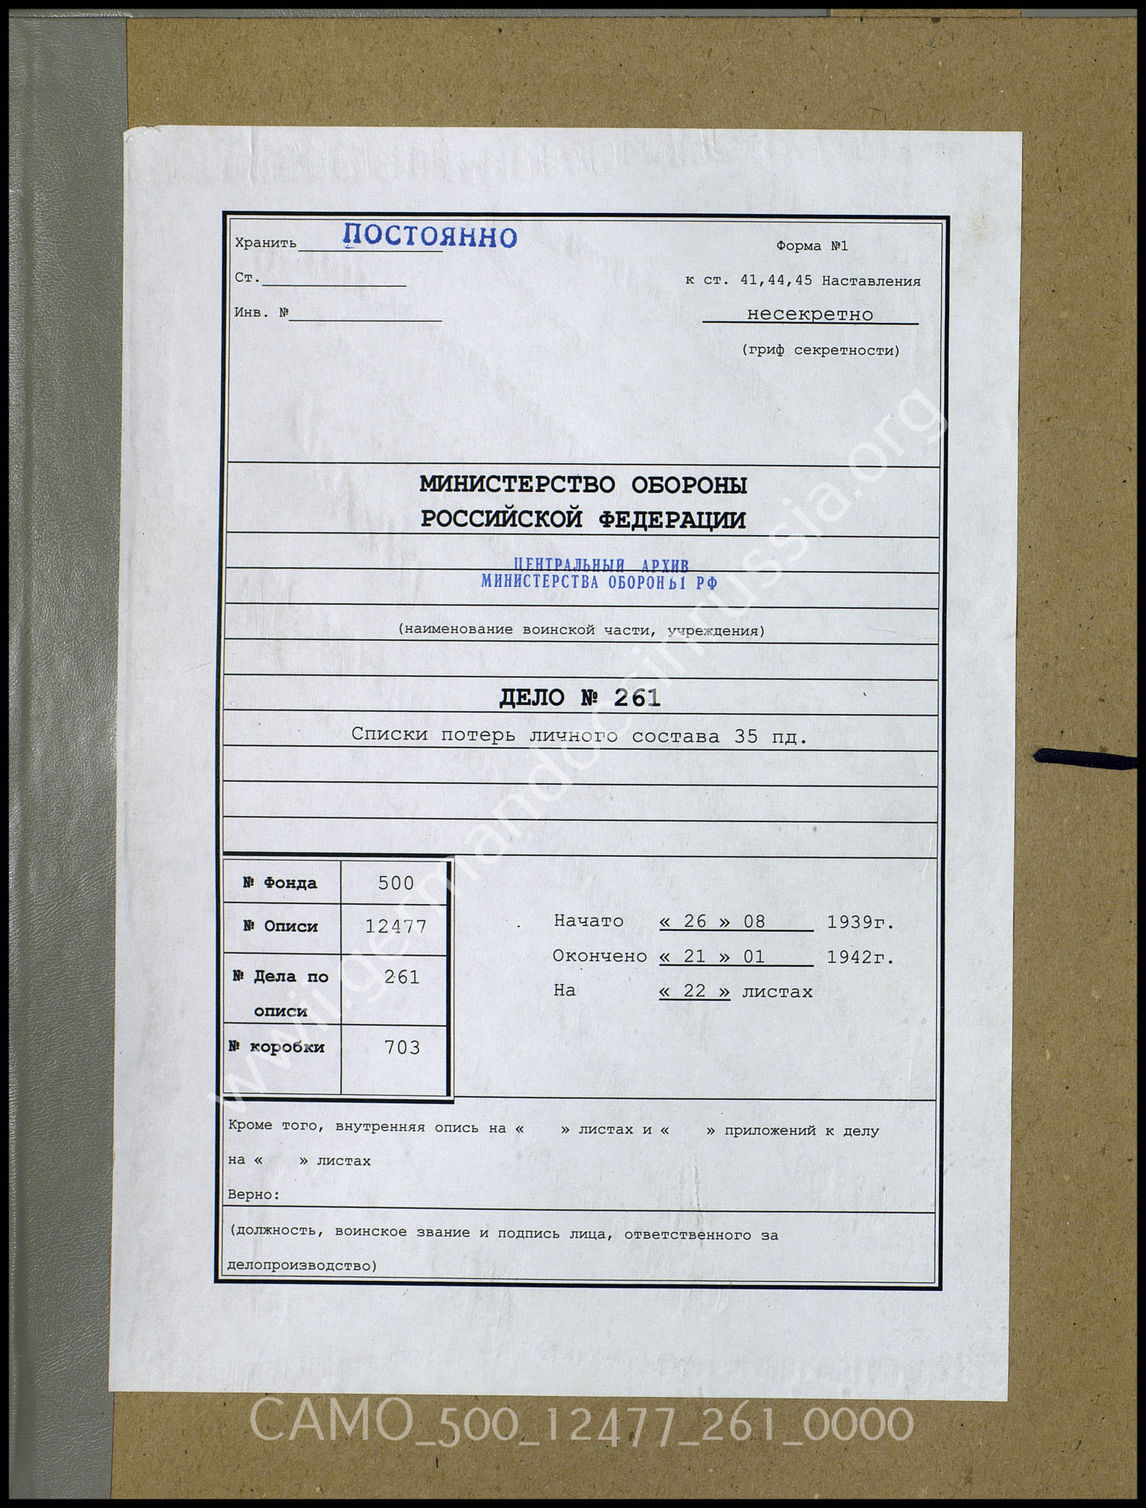 Хранить ПОСТОЯННО
Форма №1
Ст.
к ст. 41,44,45 Наставления
Инв. №
несекретно
(гриф секретности)
МИНИСТЕРСТВО ОБОРОНЫ
РОССИЙСКОЙ ФЕДЕРАЦИИ
ЦЕНТРАЛЬНЫЙ АРХИВ
МИНИСТЕРСТВА ОБОРОНЫ РФ
(наименование воинской части, учреждения)
ДЕЛО № 261
Списки потерь личного состава 35 пд.
№ Фонда 500
№ Описи 12477
№ Дела по описи 261
№ коробки 703
Начато « 26 » 08 1939г.
Окончено « 21 » 01 1942г.
На « 22 » листах
Кроме того, внутренняя опись на « » листах и « » приложений к делу
на « » листах
Верно:
(должность, воинское звание и подпись лица, ответственного за
делопроизводство)
www.germandocsinrussia.org
CAMO_500_12477_261_0000